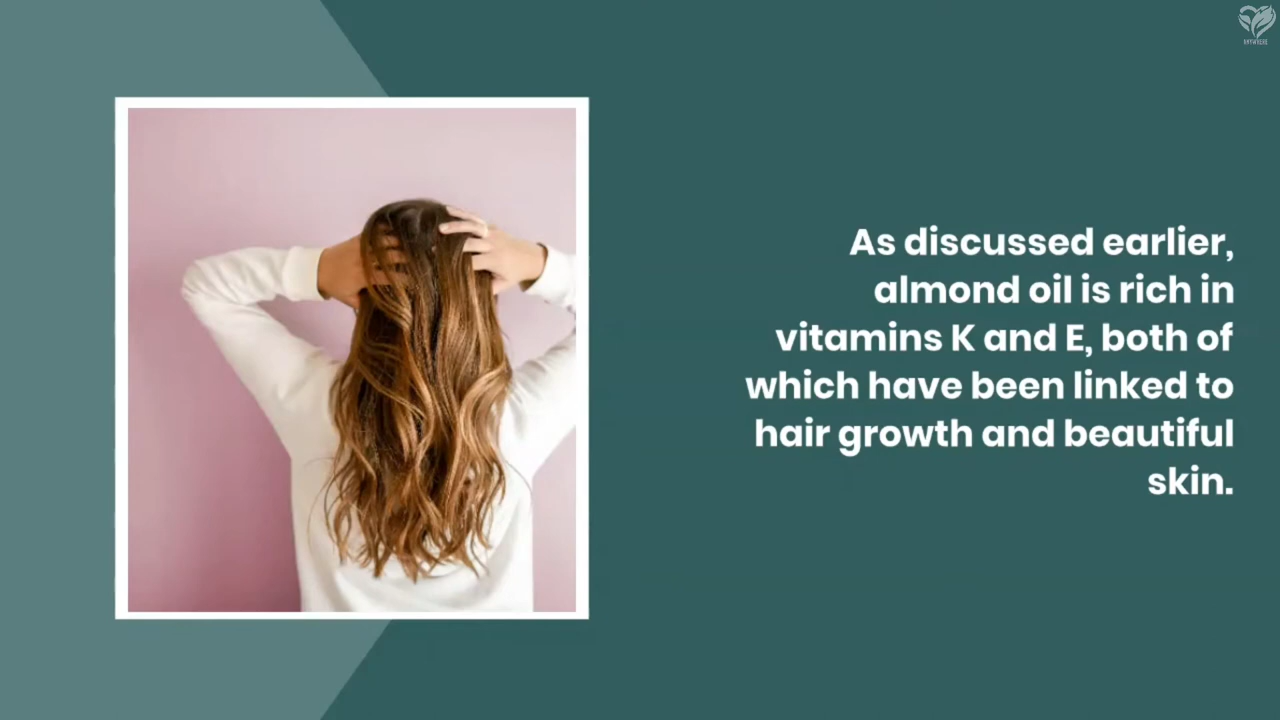 As discussed earlier,
almond oil is rich in
vitamins K and E, both of
which have been linked to
hair growth and beautiful
skin.